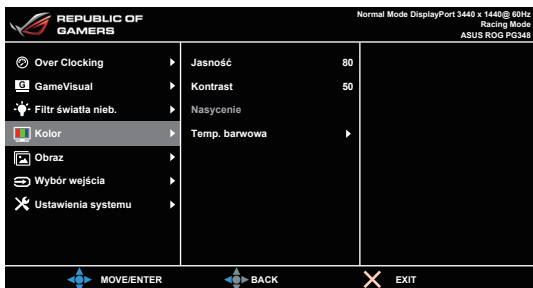 REPUBLIC OF
GAMERS
Normal Mode DisplayPort 3440 x 1440@ 60Hz
Racing Mode
ASUS ROG PG348
Over Clocking
GameVisual
Filtr światła nieb.
Kolor
Obraz
Wybór wejścia
Ustawienia systemu
Jasność 80
Kontrast 50
Nasycenie
Temp. barwowa
MOVE/ENTER BACK EXIT